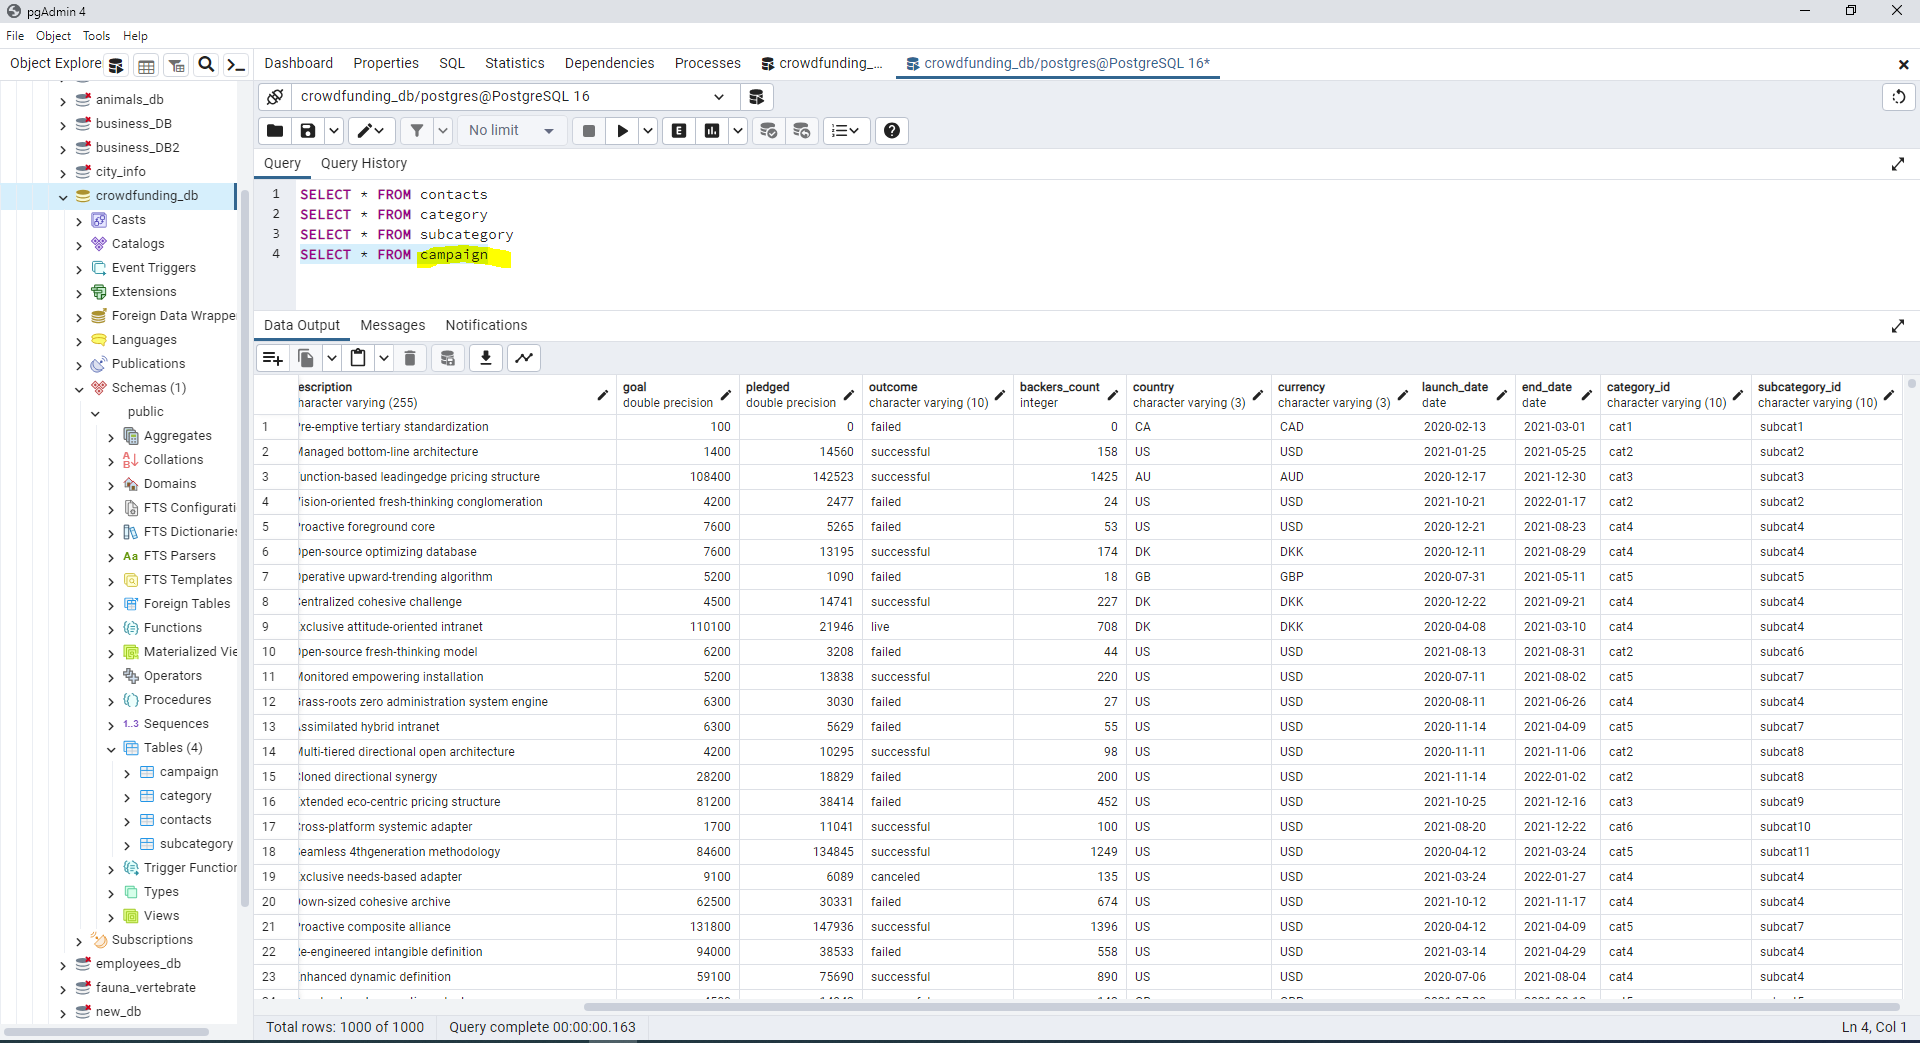 pgAdmin 4
File Object Tools Help
Object Explore
Dashboard Properties SQL Statistics Dependencies Processes crowdfunding_... crowdfunding_db/postgres@PostgreSQL 16*
animals_db
business_DB
business_DB2
city_info
crowdfunding_db
Casts
Catalogs
Event Triggers
Extensions
Foreign Data Wrappe
Languages
Publications
Schemas (1)
public
Aggregates
Collations
Domains
FTS Configurati
FTS Dictionaries
Aa FTS Parsers
FTS Templates
Foreign Tables
Functions
Materialized Vie
Operators
Procedures
1..3 Sequences
Tables (4)
campaign
category
contacts
subcategory
Trigger Function
Types
Views
Subscriptions
employees_db
fauna_vertebrate
new_db
crowdfunding_db/postgres@PostgreSQL 16
No limit
E
Query Query History
1 SELECT * FROM contacts
2 SELECT * FROM category
3 SELECT * FROM subcategory
4 SELECT * FROM campaign
Data Output Messages Notifications
escription goal pledged outcome backers_count country currency launch_date end_date category_id subcategory_id
haracter varying (255) double precision double precision character varying (10) integer character varying (3) character varying (3) date date character varying (10) character varying (10)
1 Pre-emptive tertiary standardization 100 0 failed 0 CA CAD 2020-02-13 2021-03-01 cat1 subcat1
2 Managed bottom-line architecture 1400 14560 successful 158 US USD 2021-01-25 2021-05-25 cat2 subcat2
3 unction-based leadingedge pricing structure 108400 142523 successful 1425 AU AUD 2020-12-17 2021-12-30 cat3 subcat3
4 Vision-oriented fresh-thinking conglomeration 4200 2477 failed 24 US USD 2021-10-21 2022-01-17 cat2 subcat2
5 Proactive foreground core 7600 5265 failed 53 US USD 2020-12-21 2021-08-23 cat4 subcat4
6 Open-source optimizing database 7600 13195 successful 174 DK DKK 2020-12-11 2021-08-29 cat4 subcat4
7 Operative upward-trending algorithm 5200 1090 failed 18 GB GBP 2020-07-31 2021-05-11 cat5 subcat5
8 Centralized cohesive challenge 4500 14741 successful 227 DK DKK 2020-12-22 2021-09-21 cat4 subcat4
9 Exclusive attitude-oriented intranet 110100 21946 live 708 DK DKK 2020-04-08 2021-03-10 cat4 subcat4
10 Open-source fresh-thinking model 6200 3208 failed 44 US USD 2021-08-13 2021-08-31 cat2 subcat6
11 Monitored empowering installation 5200 13838 successful 220 US USD 2020-07-11 2021-08-02 cat5 subcat7
12 Grass-roots zero administration system engine 6300 3030 failed 27 US USD 2020-08-11 2021-06-26 cat4 subcat4
13 Assimilated hybrid intranet 6300 5629 failed 55 US USD 2020-11-14 2021-04-09 cat5 subcat7
14 Multi-tiered directional open architecture 4200 10295 successful 98 US USD 2020-11-11 2021-11-06 cat2 subcat8
15 Cloned directional synergy 28200 18829 failed 200 US USD 2021-11-14 2022-01-02 cat2 subcat8
16 Extended eco-centric pricing structure 81200 38414 failed 452 US USD 2021-10-25 2021-12-16 cat3 subcat9
17 Cross-platform systemic adapter 1700 11041 successful 100 US USD 2021-08-20 2021-12-22 cat6 subcat10
18 Seamless 4thgeneration methodology 84600 134845 successful 1249 US USD 2020-04-12 2021-03-24 cat5 subcat11
19 Exclusive needs-based adapter 9100 6089 canceled 135 US USD 2021-03-24 2022-01-27 cat4 subcat4
20 Down-sized cohesive archive 62500 30331 failed 674 US USD 2021-10-12 2021-11-17 cat4 subcat4
21 Proactive composite alliance 131800 147936 successful 1396 US USD 2020-04-12 2021-04-09 cat5 subcat7
22 Re-engineered intangible definition 94000 38533 failed 558 US USD 2021-03-14 2021-04-29 cat4 subcat4
23 Enhanced dynamic definition 59100 75690 successful 890 US USD 2020-07-06 2021-08-04 cat4 subcat4
Total rows: 1000 of 1000 Query complete 00:00:00.163 Ln 4, Col 1